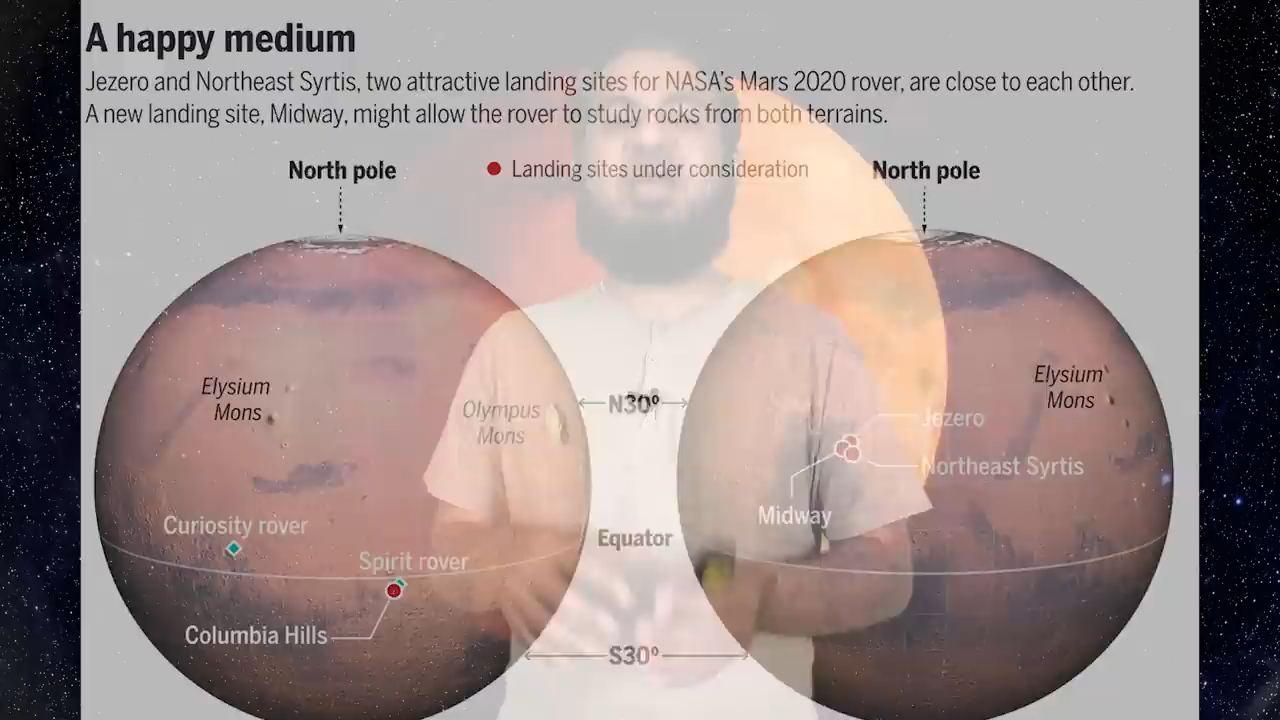 A happy medium
Jezero and Northeast Syrtis, two attractive landing sites for NASA's Mars 2020 rover, are close to each other.
A new landing site, Midway, might allow the rover to study rocks from both terrains.
North pole
Landing sites under consideration
North pole
Elysium
Mons
Olympus
Mons
N30º
Elysium
Mons
Jezero
Northeast Syrtis
Midway
Curiosity rover
Equator
Spirit rover
Columbia Hills
S30º